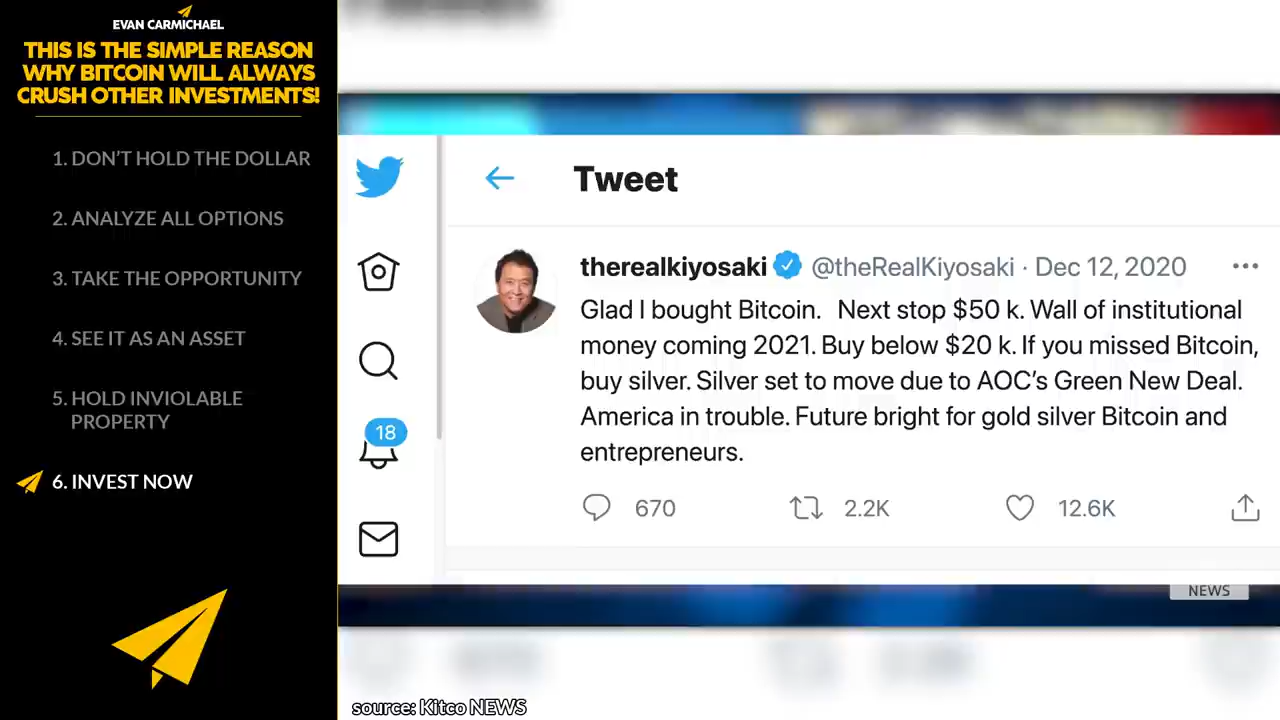 EVAN CARMICHAEL
THIS IS THE SIMPLE REASON
WHY BITCOIN WILL ALWAYS
CRUSH OTHER INVESTMENTS!
1. DON'T HOLD THE DOLLAR
2. ANALYZE ALL OPTIONS
3. TAKE THE OPPORTUNITY
4. SEE IT AS AN ASSET
5. HOLD INVIOLABLE
PROPERTY
6. INVEST NOW
Tweet
therealkiyosaki @theRealKiyosaki · Dec 12, 2020
Glad I bought Bitcoin. Next stop $50 k. Wall of institutional
money coming 2021. Buy below $20 k. If you missed Bitcoin,
buy silver. Silver set to move due to AOC's Green New Deal.
America in trouble. Future bright for gold silver Bitcoin and
entrepreneurs.
18
670 2.2K 12.6K
NEWS
source: Kitco NEWS